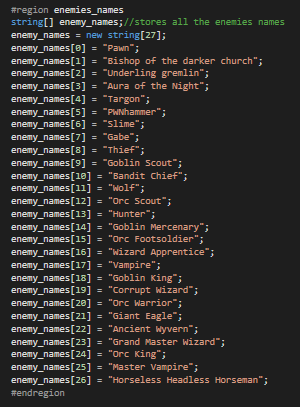 #region enemies_names
string[] enemy_names;//stores all the enemies names
enemy_names = new string[27];
enemy_names[0] = "Pawn";
enemy_names[1] = "Bishop of the darker church";
enemy_names[2] = "Underling gremlin";
enemy_names[3] = "Aura of the Night";
enemy_names[4] = "Targon";
enemy_names[5] = "PWNhammer";
enemy_names[6] = "Slime";
enemy_names[7] = "Gabe";
enemy_names[8] = "Thief";
enemy_names[9] = "Goblin Scout";
enemy_names[10] = "Bandit Chief";
enemy_names[11] = "Wolf";
enemy_names[12] = "Orc Scout";
enemy_names[13] = "Hunter";
enemy_names[14] = "Goblin Mercenary";
enemy_names[15] = "Orc Footsoldier";
enemy_names[16] = "Wizard Apprentice";
enemy_names[17] = "Vampire";
enemy_names[18] = "Goblin King";
enemy_names[19] = "Corrupt Wizard";
enemy_names[20] = "Orc Warrior";
enemy_names[21] = "Giant Eagle";
enemy_names[22] = "Ancient Wyvern";
enemy_names[23] = "Grand Master Wizard";
enemy_names[24] = "Orc King";
enemy_names[25] = "Master Vampire";
enemy_names[26] = "Horseless Headless Horseman";
#endregion